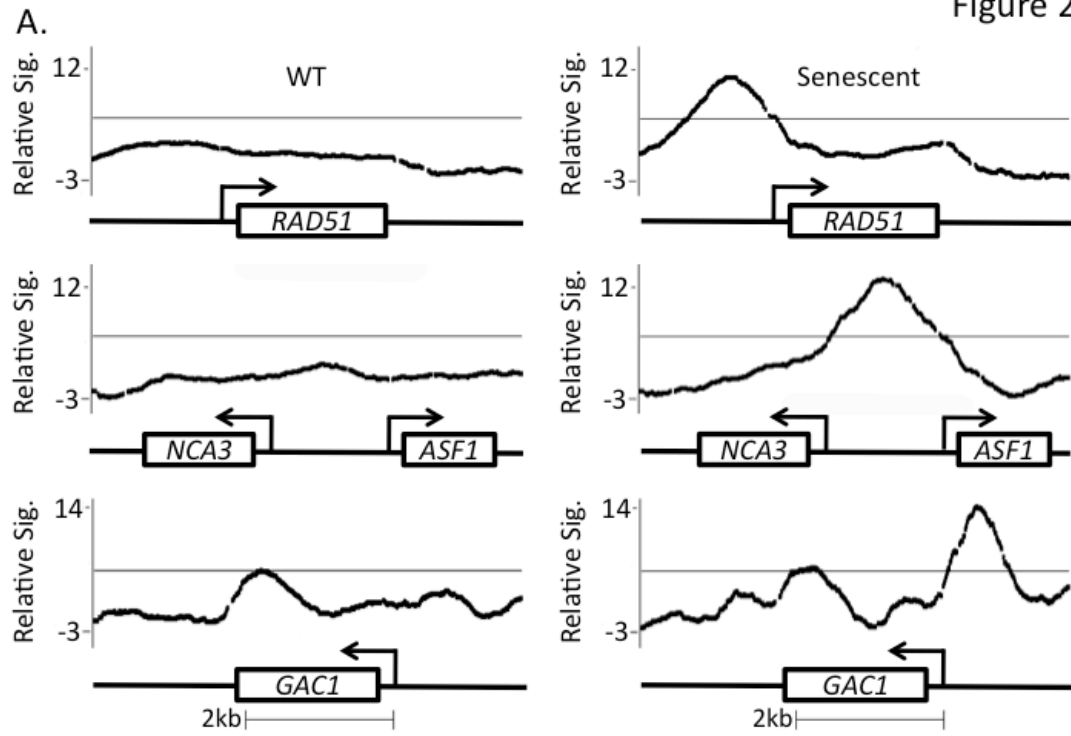 Figure 2
A.
WT
Senescent
Relative Sig.
12
-3
RAD51
Relative Sig.
12
-3
RAD51
Relative Sig.
12
-3
NCA3
ASF1
Relative Sig.
12
-3
NCA3
ASF1
Relative Sig.
14
-3
GAC1
2kb
Relative Sig.
14
-3
GAC1
2kb